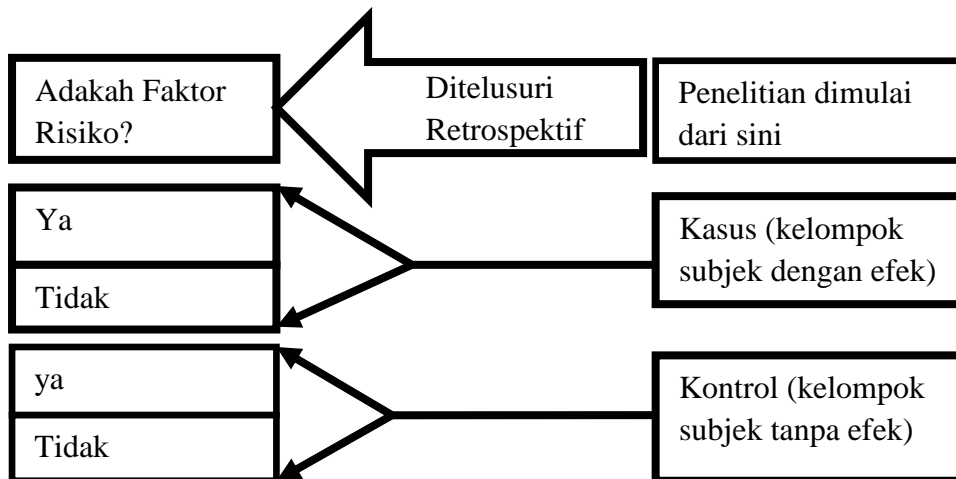 Adakah Faktor
Risiko?
Ditelusuri
Retrospektif
Penelitian dimulai
dari sini
Ya
Tidak
Kasus (kelompok
subjek dengan efek)
ya
Tidak
Kontrol (kelompok
subjek tanpa efek)